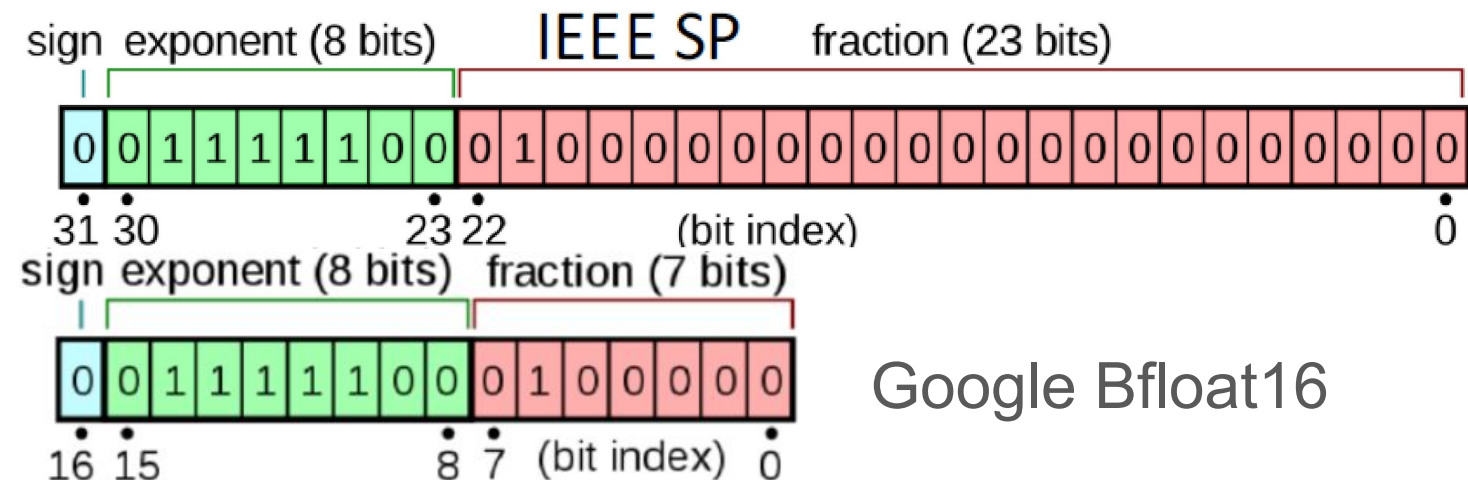 sign exponent (8 bits) IEEE SP fraction (23 bits)
0 0 1 1 1 1 1 0 0 0 1 0 0 0 0 0 0 0 0 0 0 0 0 0 0 0 0 0 0 0 0 0
31 30 23 22 (bit index) 0
sign exponent (8 bits) fraction (7 bits)
0 0 1 1 1 1 1 0 0 0 1 0 0 0 0 0 Google Bfloat16
16 15 8 7 (bit index) 0